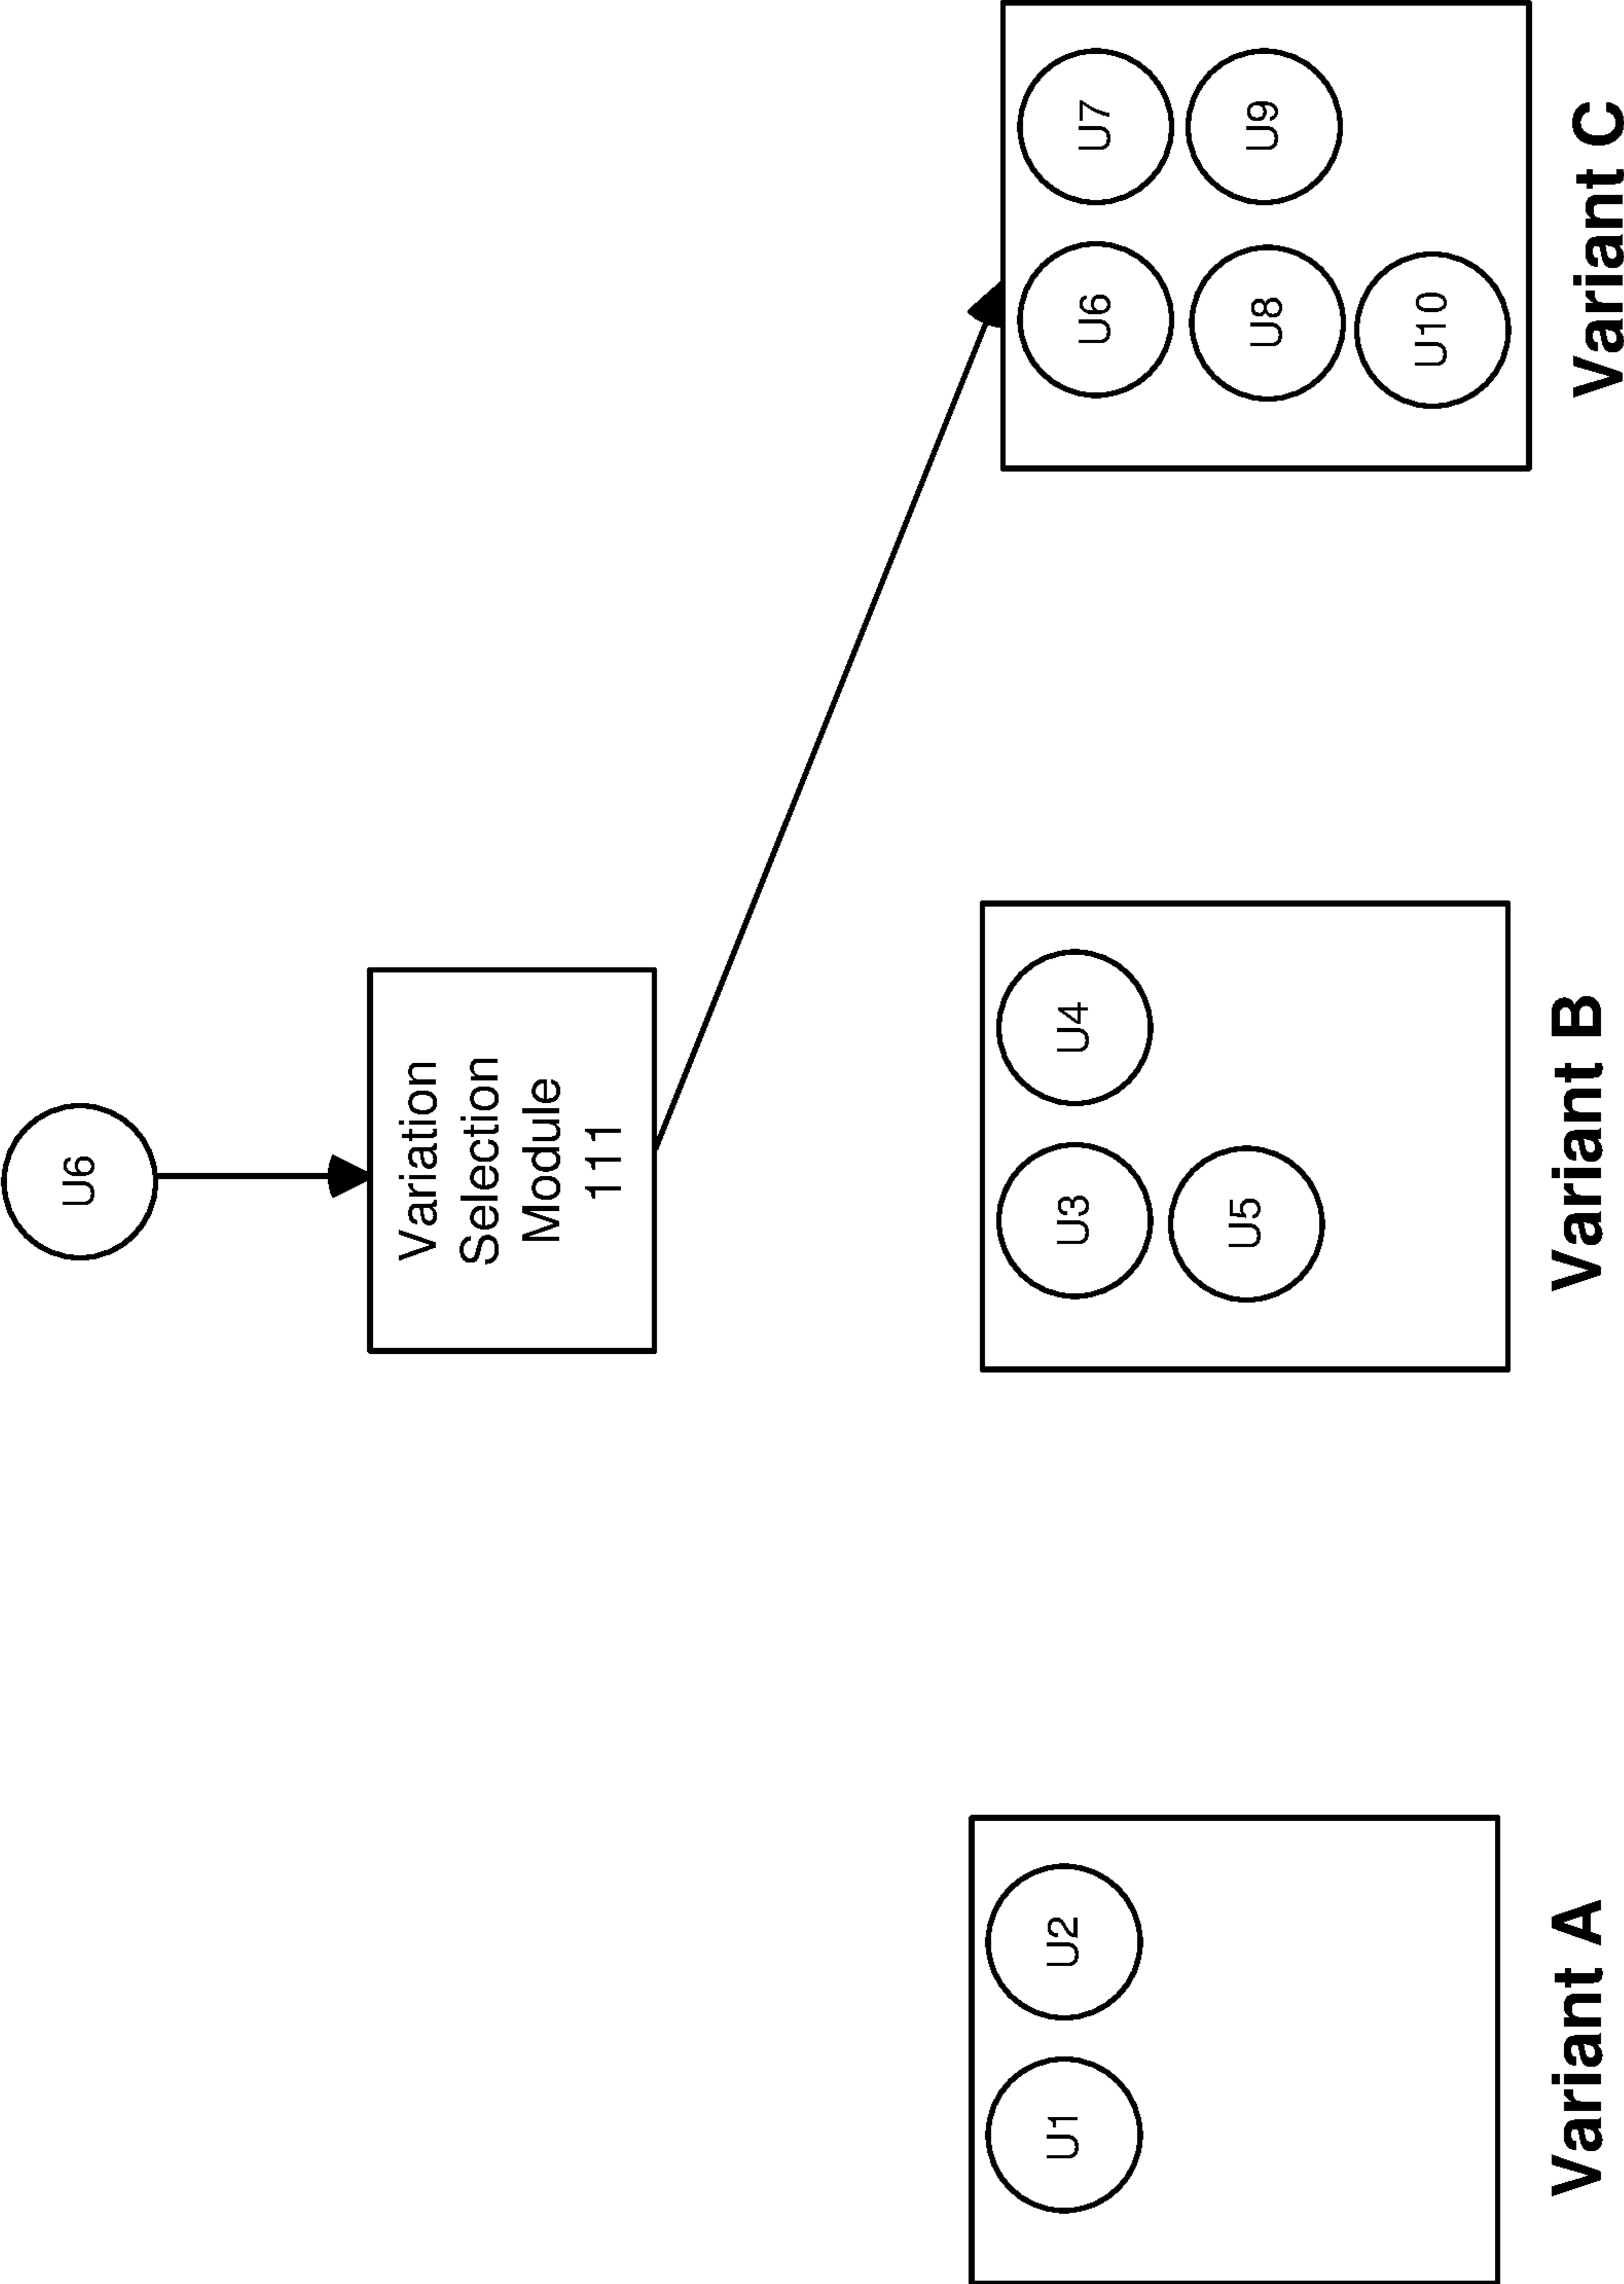 U6
Variation
Selection
Module
111
U1
U2
Variant A
U3
U4
U5
Variant B
U6
U7
U8
U9
U10
Variant C